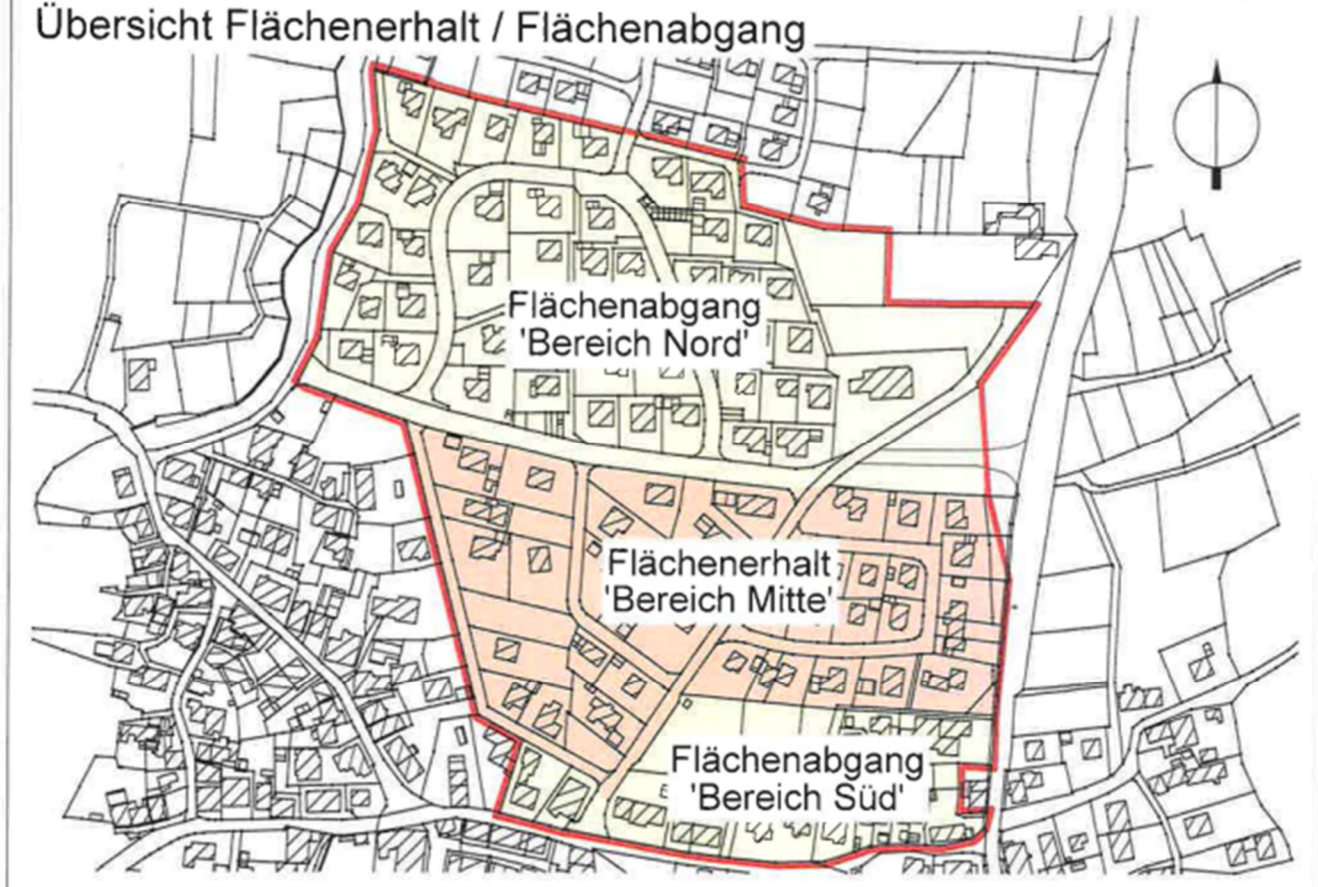 Übersicht Flächenerhalt / Flächenabgang
Flächenabgang
'Bereich Nord'
Flächenerhalt
'Bereich Mitte'
Flächenabgang
'Bereich Süd'